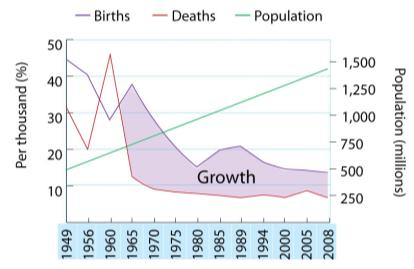 Births Deaths Population
Per thousand (%)
50
40
30
20
10
1,500
1,250
1,000
750
500
250
Population (millions)
Growth
1949 1956 1960 1965 1970 1975 1980 1985 1989 1994 2000 2005 2008